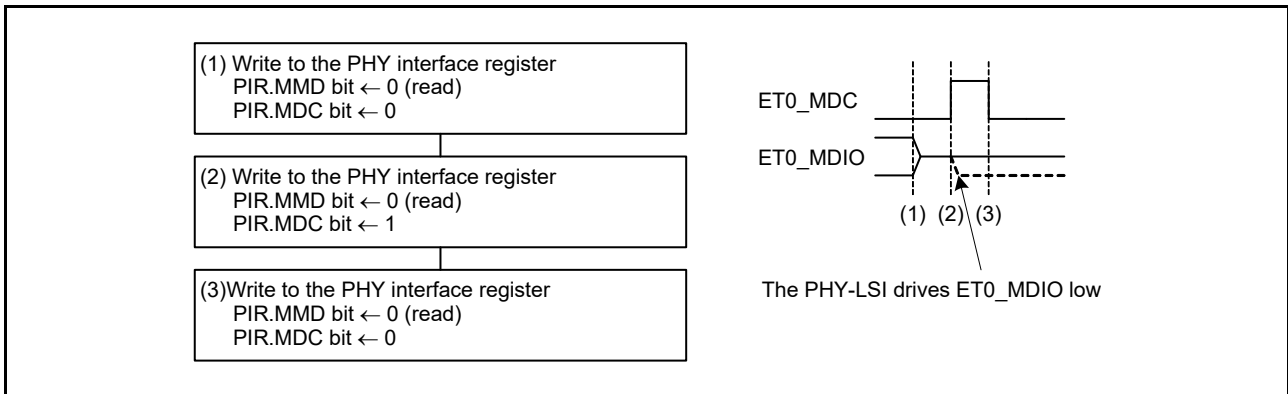 (1) Write to the PHY interface register
PIR.MMD bit ← 0 (read)
PIR.MDC bit ← 0
(2) Write to the PHY interface register
PIR.MMD bit ← 0 (read)
PIR.MDC bit ← 1
(3)Write to the PHY interface register
PIR.MMD bit ← 0 (read)
PIR.MDC bit ← 0
ET0_MDC
ET0_MDIO
(1) (2) (3)
The PHY-LSI drives ET0_MDIO low